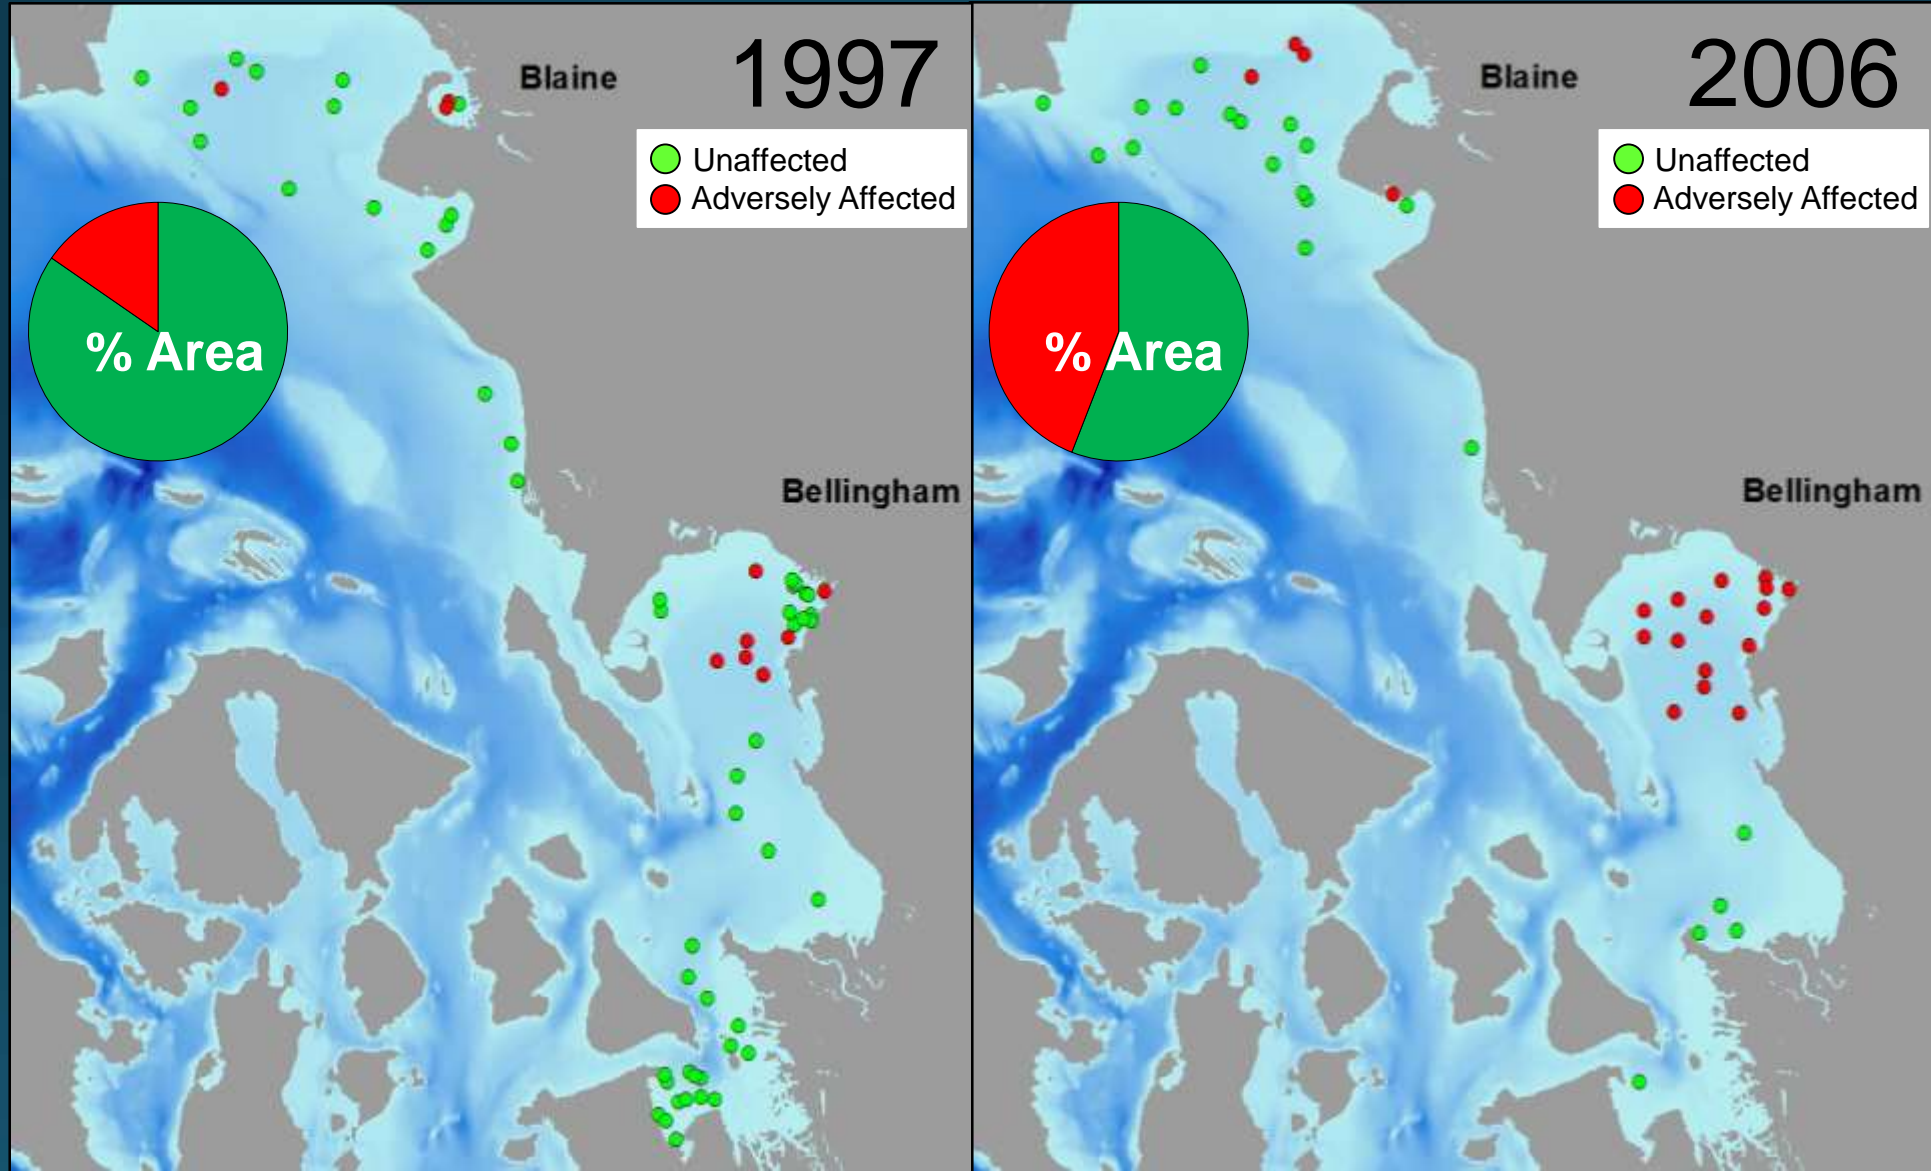 1997
Blaine
Unaffected
Adversely Affected
% Area
Bellingham
2006
Blaine
Unaffected
Adversely Affected
% Area
Bellingham